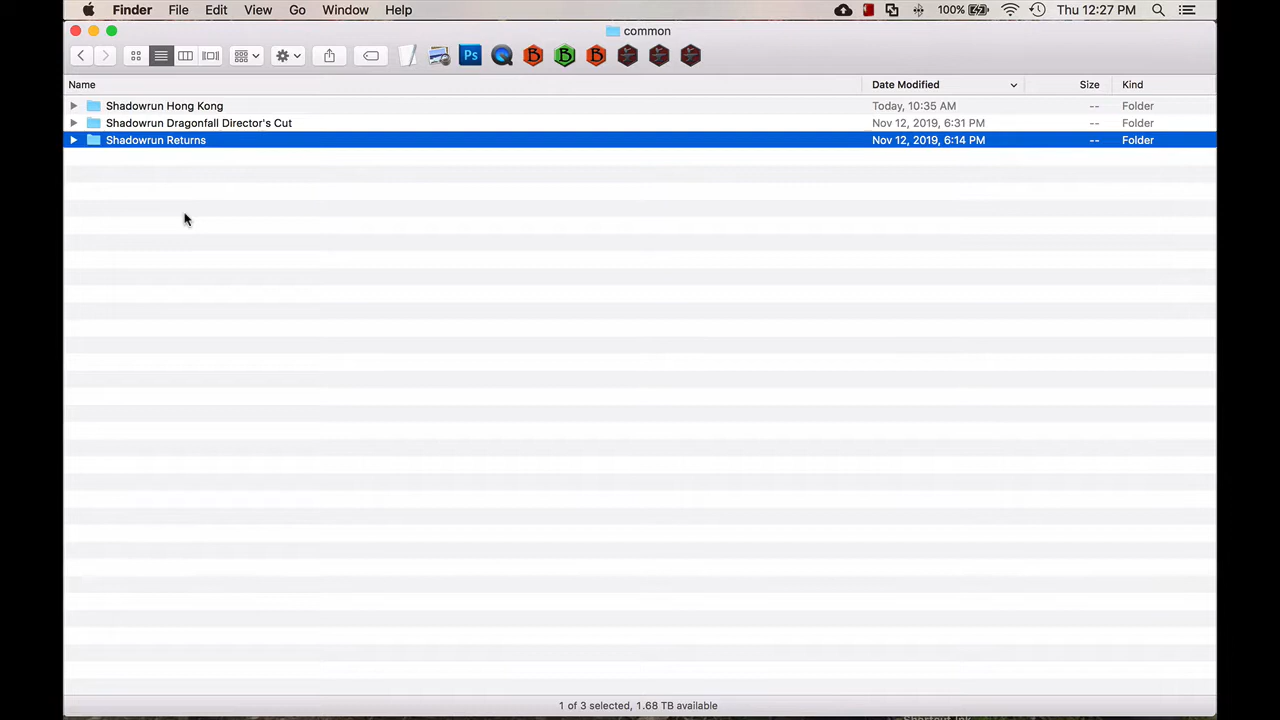 Finder File Edit View Go Window Help 100% Thu 12:27 PM
common
Ps B B B
Name Date Modified Size Kind
Shadowrun Hong Kong Today, 10:35 AM -- Folder
Shadowrun Dragonfall Director's Cut Nov 12, 2019, 6:31 PM -- Folder
Shadowrun Returns Nov 12, 2019, 6:14 PM -- Folder
1 of 3 selected, 1.68 TB available